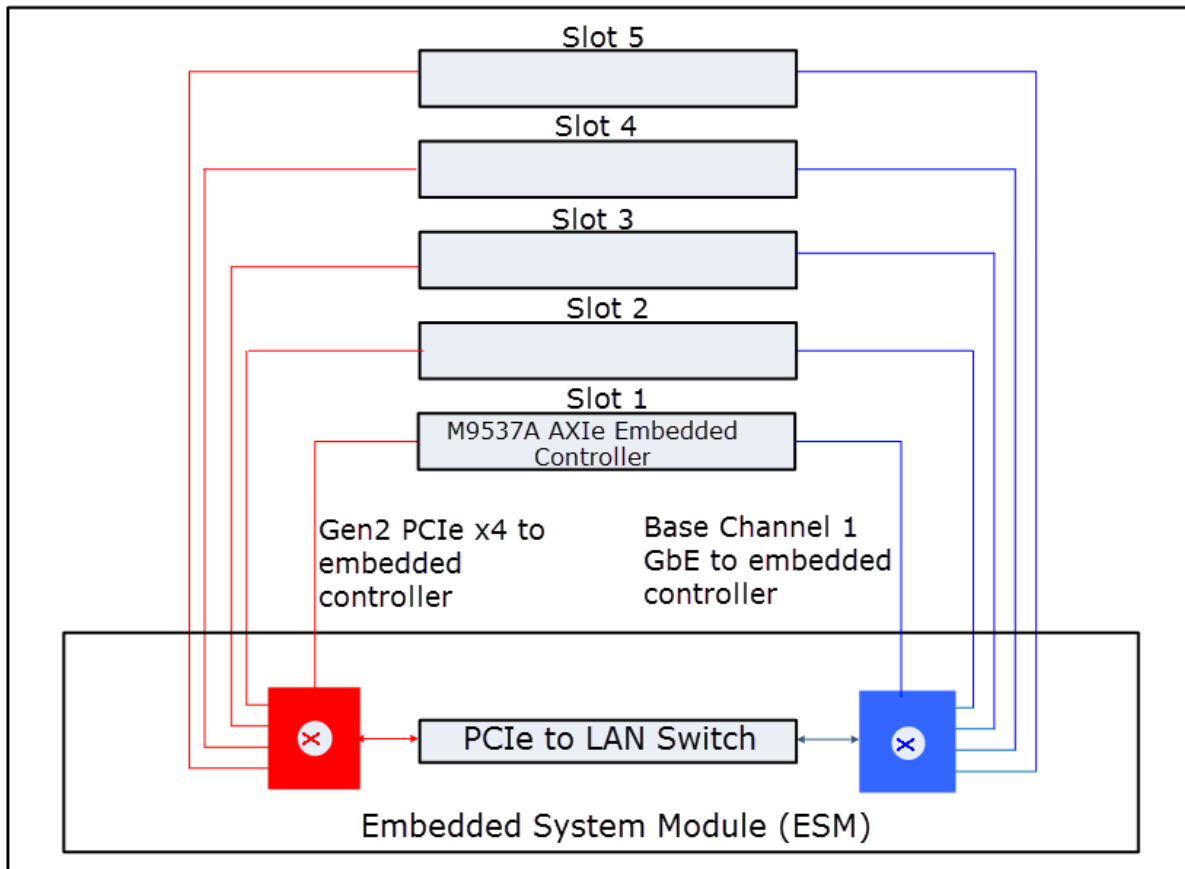 Slot 5
Slot 4
Slot 3
Slot 2
Slot 1
M9537A AXIe Embedded
Controller
Gen2 PCIe x4 to
embedded
controller
Base Channel 1
GbE to embedded
controller
X
PCIe to LAN Switch
X
Embedded System Module (ESM)